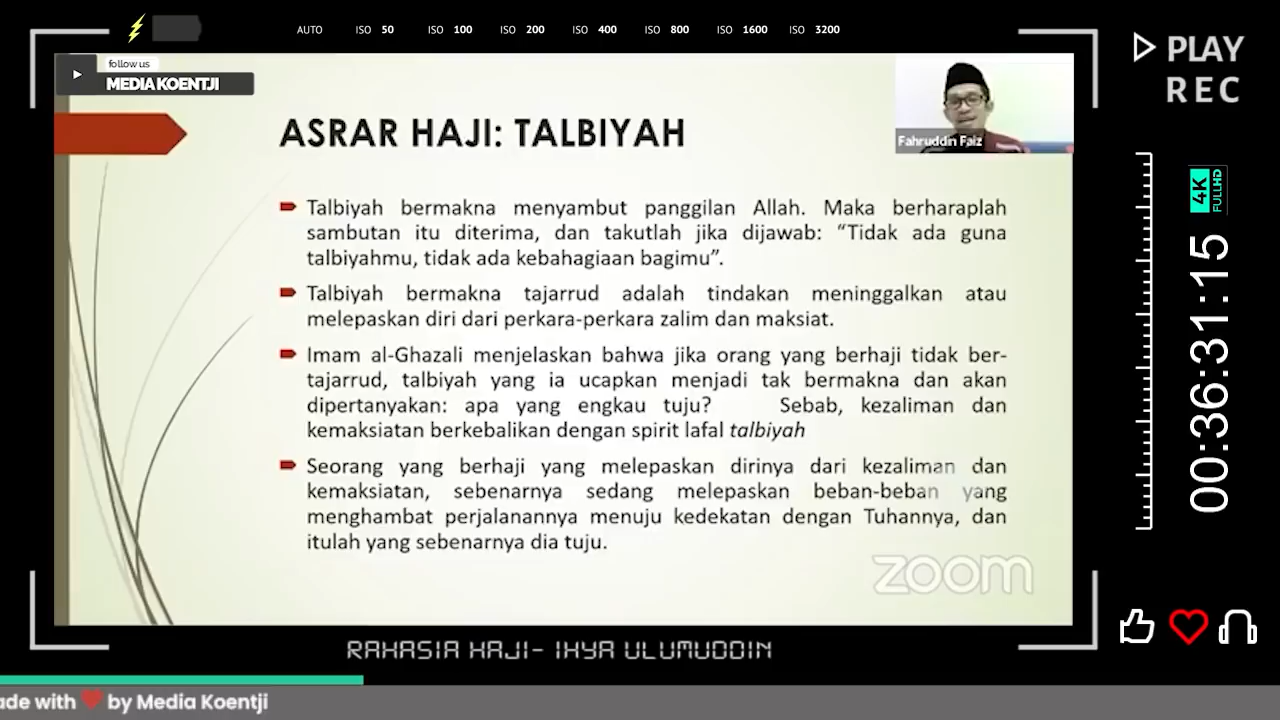 AUTO ISO 50 ISO 100 ISO 200 ISO 400 ISO 800 ISO 1600 ISO 3200
PLAY
REC
follow us
MEDIA KOENTJI
Fahruddin Faiz
ASRAR HAJI: TALBIYAH
Talbiyah bermakna menyambut panggilan Allah. Maka berharaplah
sambutan itu diterima, dan takutlah jika dijawab: “Tidak ada guna
talbiyahmu, tidak ada kebahagiaan bagimu”.
Talbiyah bermakna tajarrud adalah tindakan meninggalkan atau
melepaskan diri dari perkara-perkara zalim dan maksiat.
Imam al-Ghazali menjelaskan bahwa jika orang yang berhaji tidak ber-
tajarrud, talbiyah yang ia ucapkan menjadi tak bermakna dan akan
dipertanyakan: apa yang engkau tuju? Sebab, kezaliman dan
kemaksiatan berkebalikan dengan spirit lafal talbiyah
Seorang yang berhaji yang melepaskan dirinya dari kezaliman dan
kemaksiatan, sebenarnya sedang melepaskan beban-beban yang
menghambat perjalanannya menuju kedekatan dengan Tuhannya, dan
itulah yang sebenarnya dia tuju.
zoom
4K
FULLHD
00:36:31:15
RAHASIA HAJI- IHYA ULUMUDDIN
ade with by Media Koentji